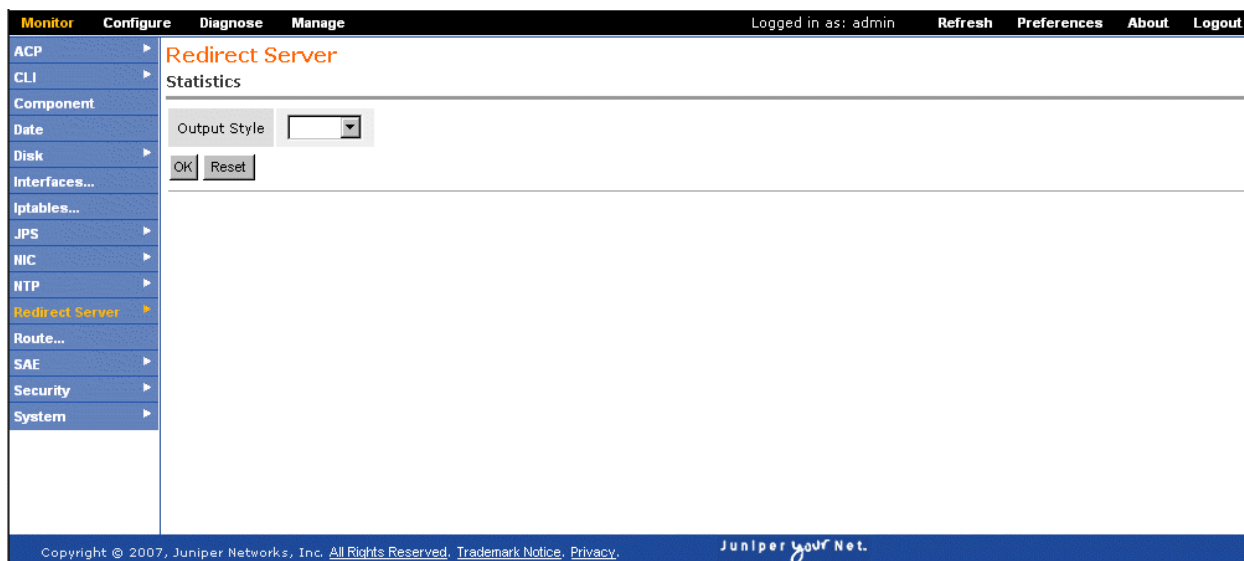 Monitor Configure Diagnose Manage Logged in as: admin Refresh Preferences About Logout
ACP
CLI
Component
Date
Disk
Interfaces...
Iptables...
JPS
NIC
NTP
Redirect Server
Route...
SAE
Security
System
Redirect Server
Statistics
Output Style
OK Reset
Copyright © 2007, Juniper Networks, Inc. All Rights Reserved. Trademark Notice. Privacy.
Juniper your Net.